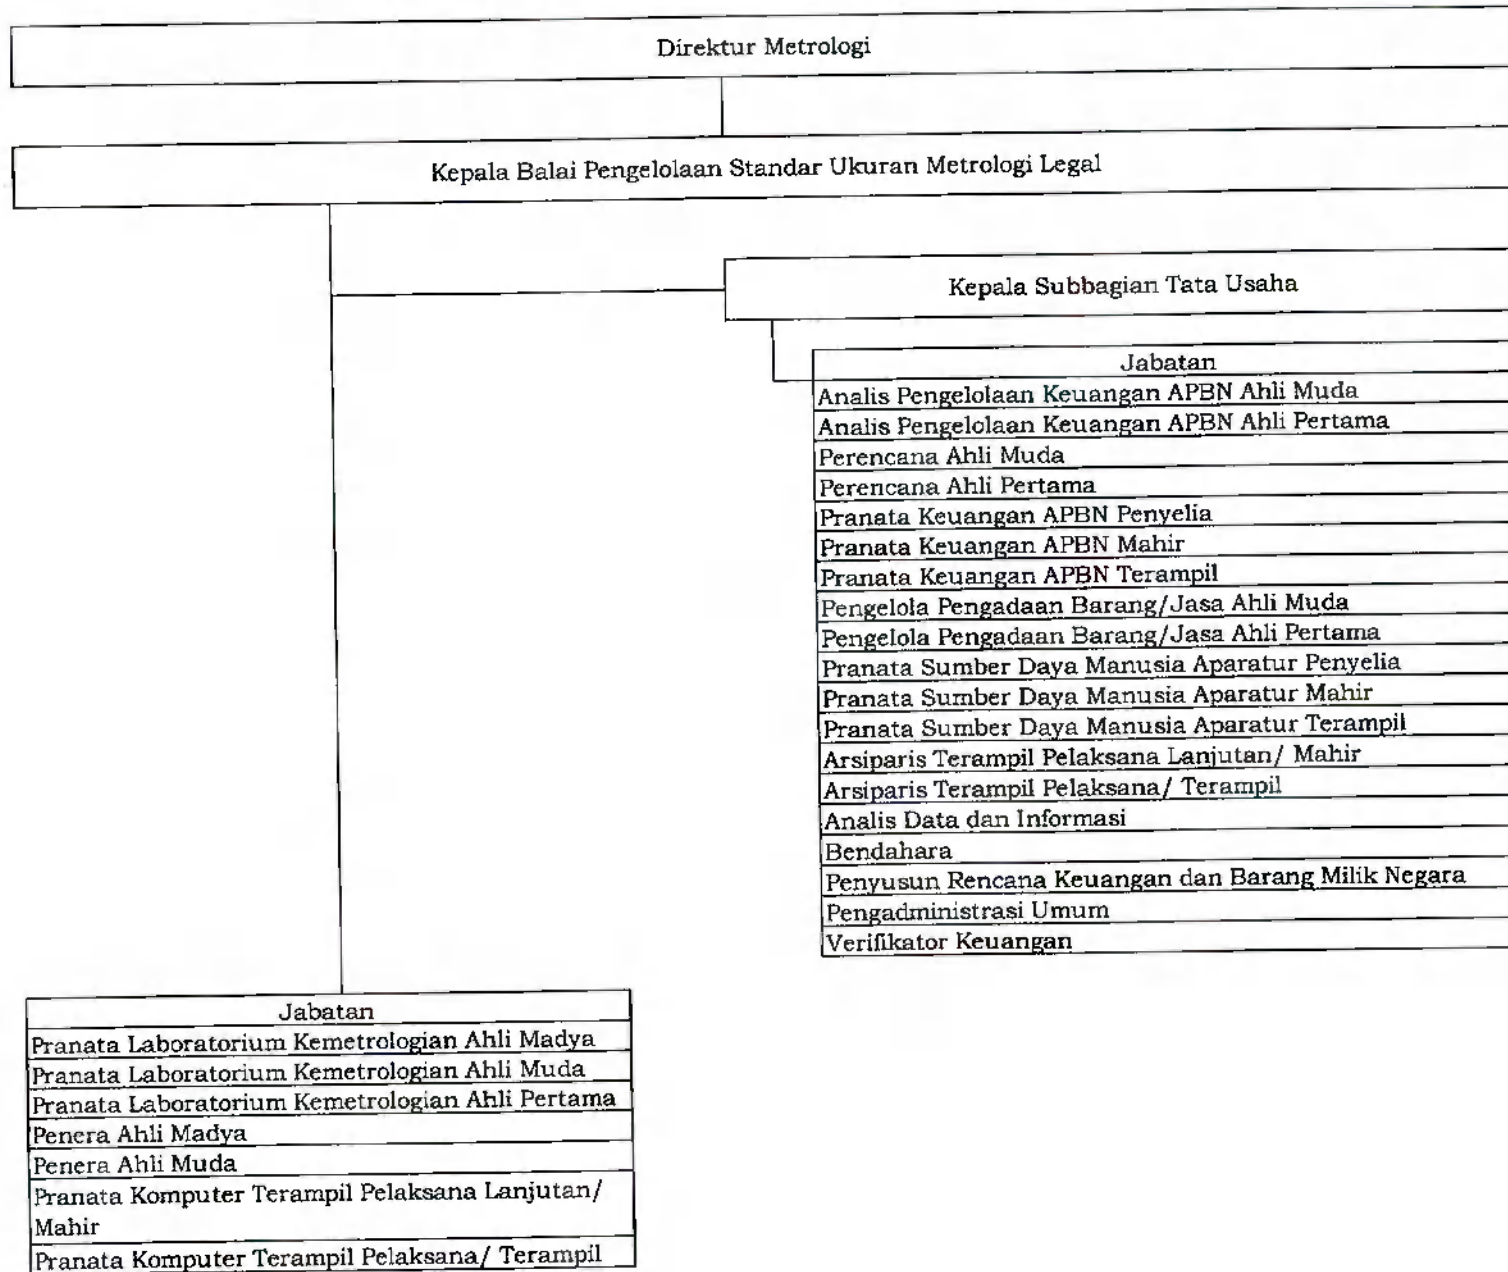 Direktur Metrologi
Kepala Balai Pengelolaan Standar Ukuran Metrologi Legal
Kepala Subbagian Tata Usaha
Jabatan
Analis Pengelolaan Keuangan APBN Ahli Muda
Analis Pengelolaan Keuangan APBN Ahli Pertama
Perencana Ahli Muda
Perencana Ahli Pertama
Pranata Keuangan APBN Penyelia
Pranata Keuangan APBN Mahir
Pranata Keuangan APBN Terampil
Pengelola Pengadaan Barang/Jasa Ahli Muda
Pengelola Pengadaan Barang/Jasa Ahli Pertama
Pranata Sumber Daya Manusia Aparatur Penyelia
Pranata Sumber Daya Manusia Aparatur Mahir
Pranata Sumber Daya Manusia Aparatur Terampil
Arsiparis Terampil Pelaksana Lanjutan/ Mahir
Arsiparis Terampil Pelaksana/ Terampil
Analis Data dan Informasi
Bendahara
Penyusun Rencana Keuangan dan Barang Milik Negara
Pengadministrasi Umum
Verifikator Keuangan
Jabatan
Pranata Laboratorium Kemetrologian Ahli Madya
Pranata Laboratorium Kemetrologian Ahli Muda
Pranata Laboratorium Kemetrologian Ahli Pertama
Penera Ahli Madya
Penera Ahli Muda
Pranata Komputer Terampil Pelaksana Lanjutan/
Mahir
Pranata Komputer Terampil Pelaksana/ Terampil